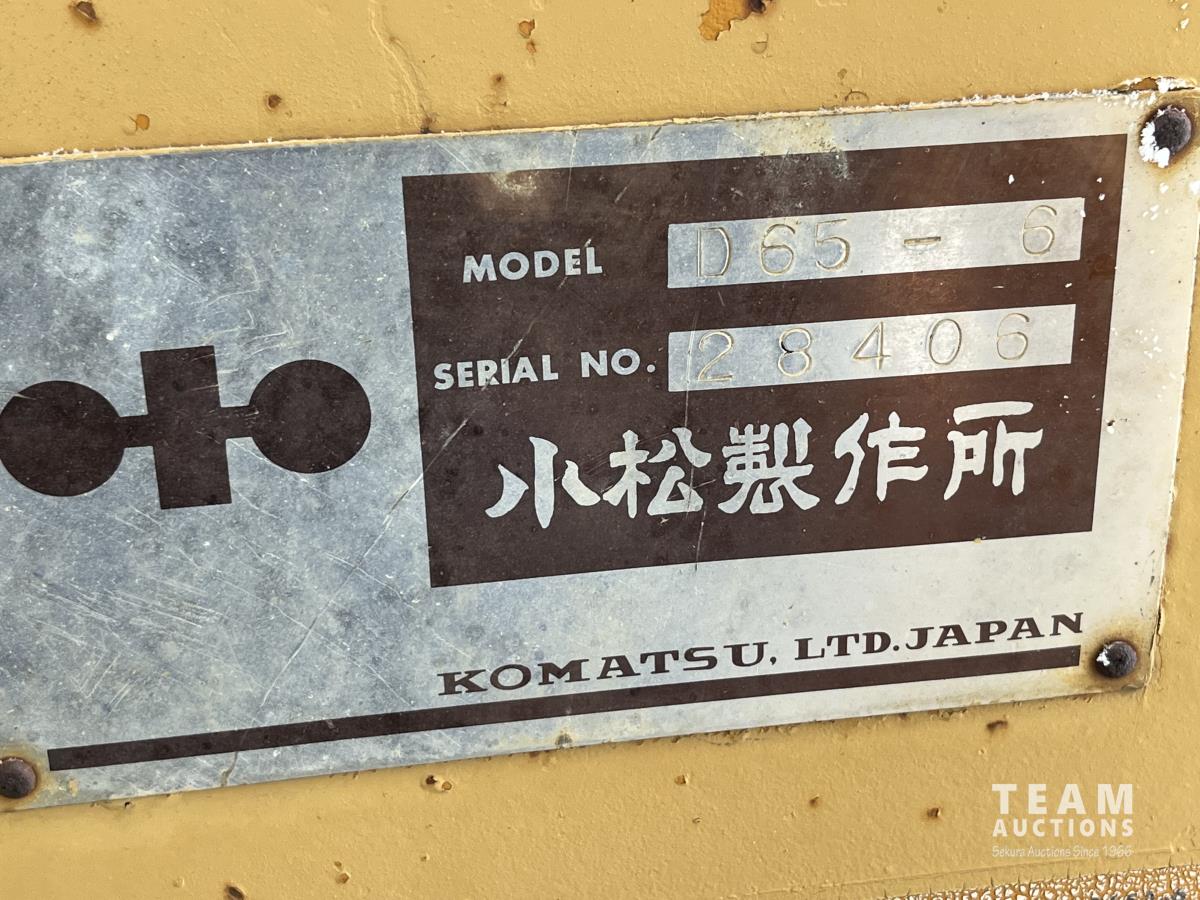 MODEL D65 - 6
SERIAL NO. 28406
小松製作所
KOMATSU, LTD. JAPAN
TEAM
AUCTIONS
Sekura Auctions Since 1966